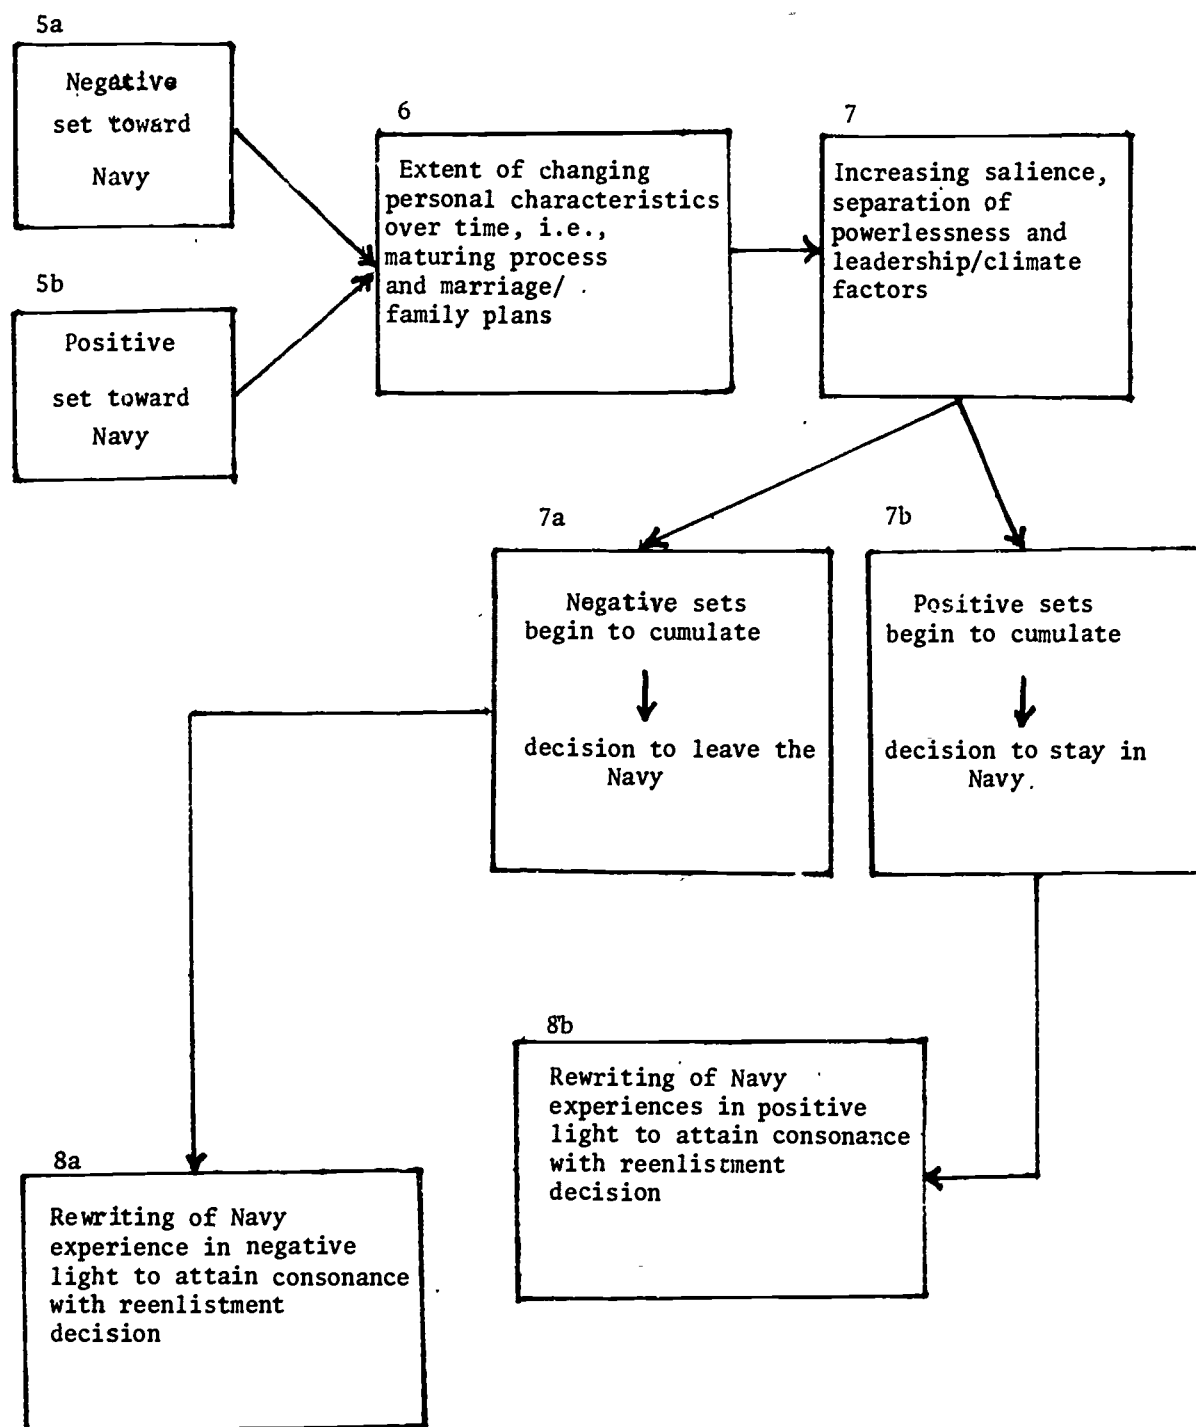 5a
Negative
set toward
Navy
5b
Positive
set toward
Navy
6
Extent of changing
personal characteristics
over time, i.e.,
maturing process
and marriage/
family plans
7
Increasing salience,
separation of
powerlessness and
leadership/climate
factors
7a
Negative sets
begin to cumulate
decision to leave the
Navy
7b
Positive sets
begin to cumulate
decision to stay in
Navy.
8a
Rewriting of Navy
experience in negative
light to attain consonance
with reenlistment
decision
8b
Rewriting of Navy
experiences in positive
light to attain consonance
with reenlistment
decision